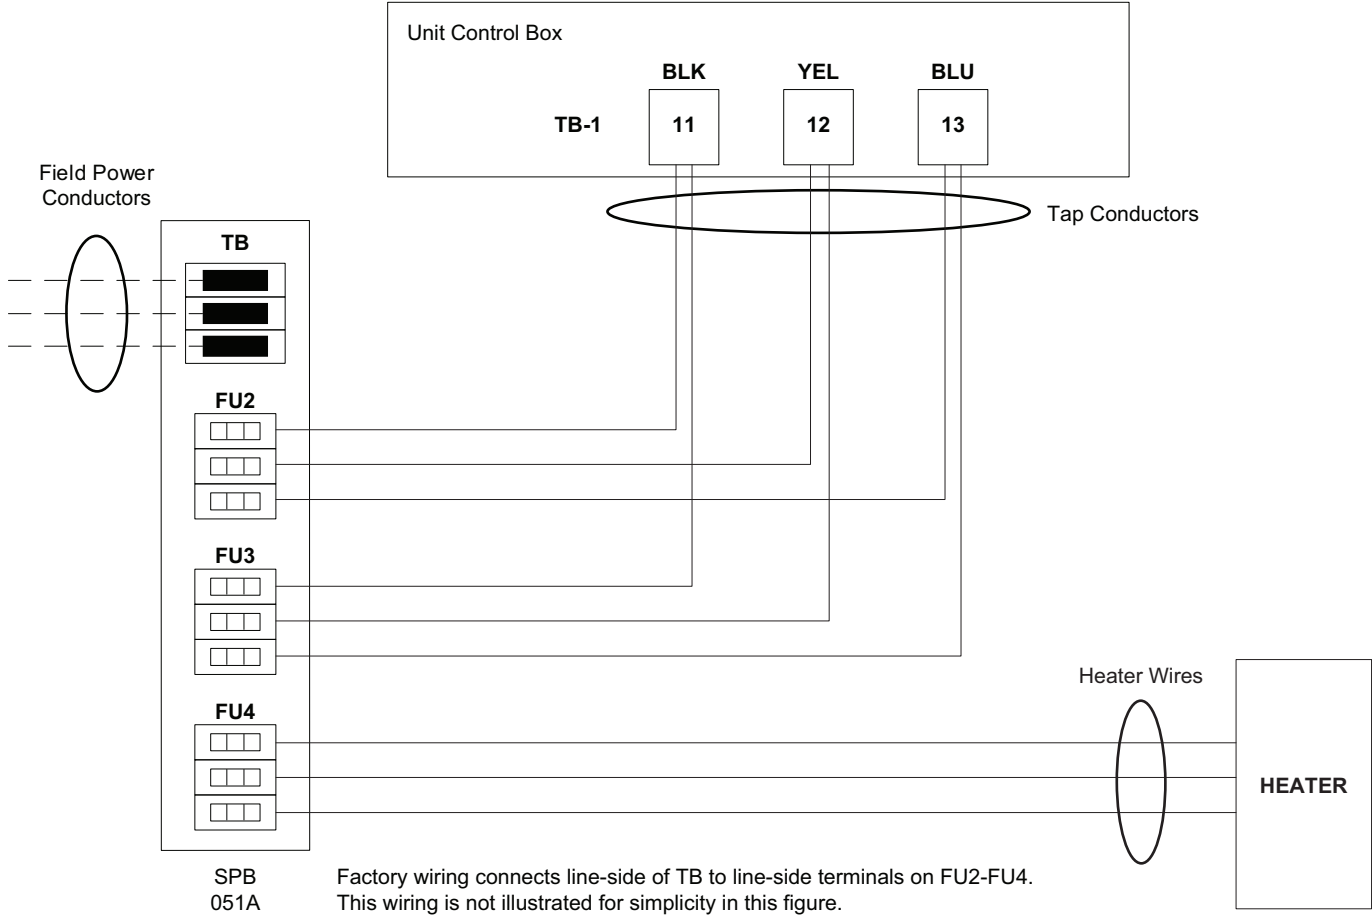 Unit Control Box
BLK YEL BLU
TB-1 11 12 13
Field Power
Conductors
Tap Conductors
TB
FU2
FU3
Heater Wires
FU4
HEATER
SPB
051A
Factory wiring connects line-side of TB to line-side terminals on FU2-FU4.
This wiring is not illustrated for simplicity in this figure.